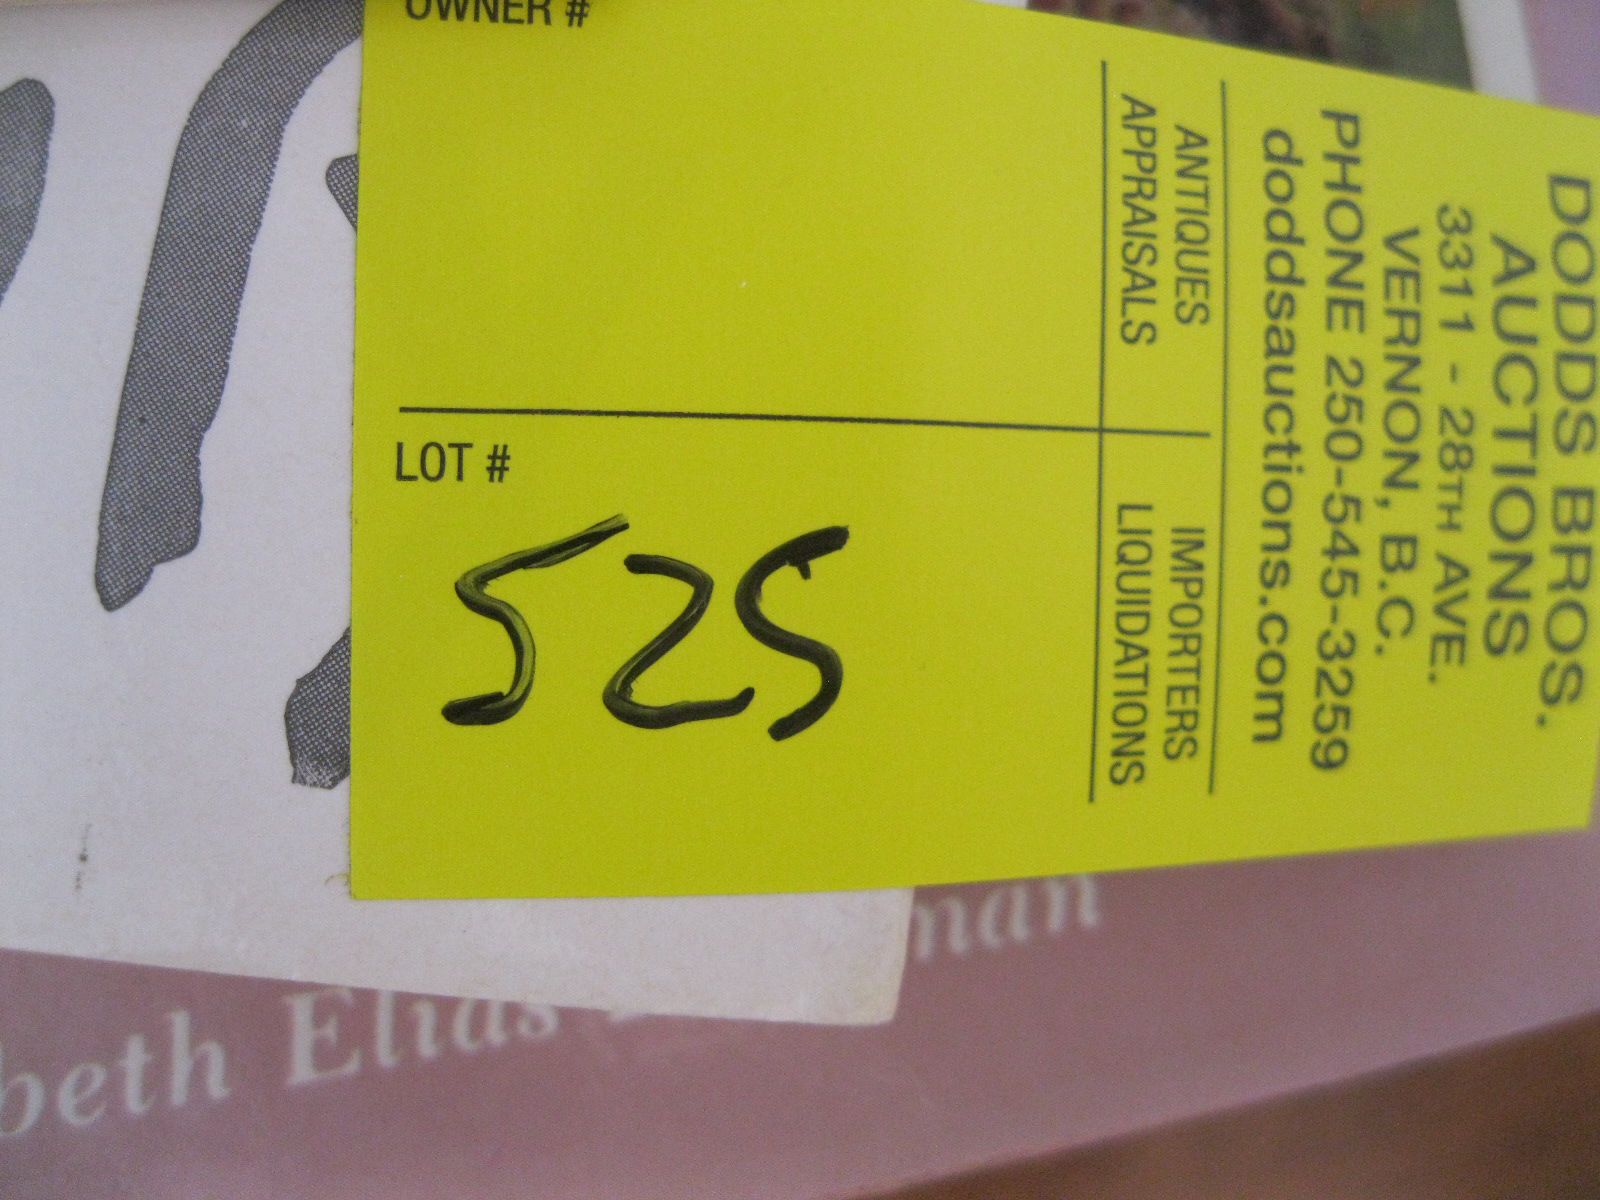 OWNER #
LOT #
525
ANTIQUES
APPRAISALS
IMPORTERS
LIQUIDATIONS
DODDS BROS.
AUCTIONS
3311 - 28TH AVE.
VERNON, B.C.
PHONE 250-545-3259
doddsauctions.com
beth Elias man